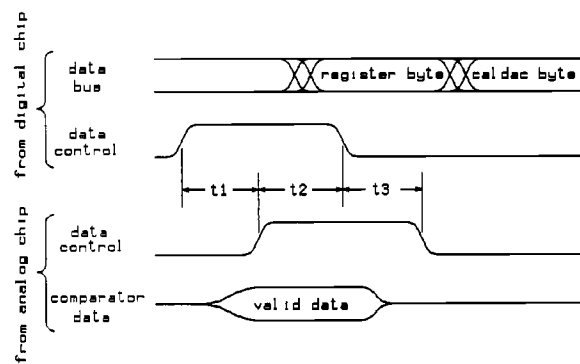 from digital chip
data
bus
register byte
caldac byte
data
control
t1
t2
t3
from analog chip
data
control
comparator
data
valid data